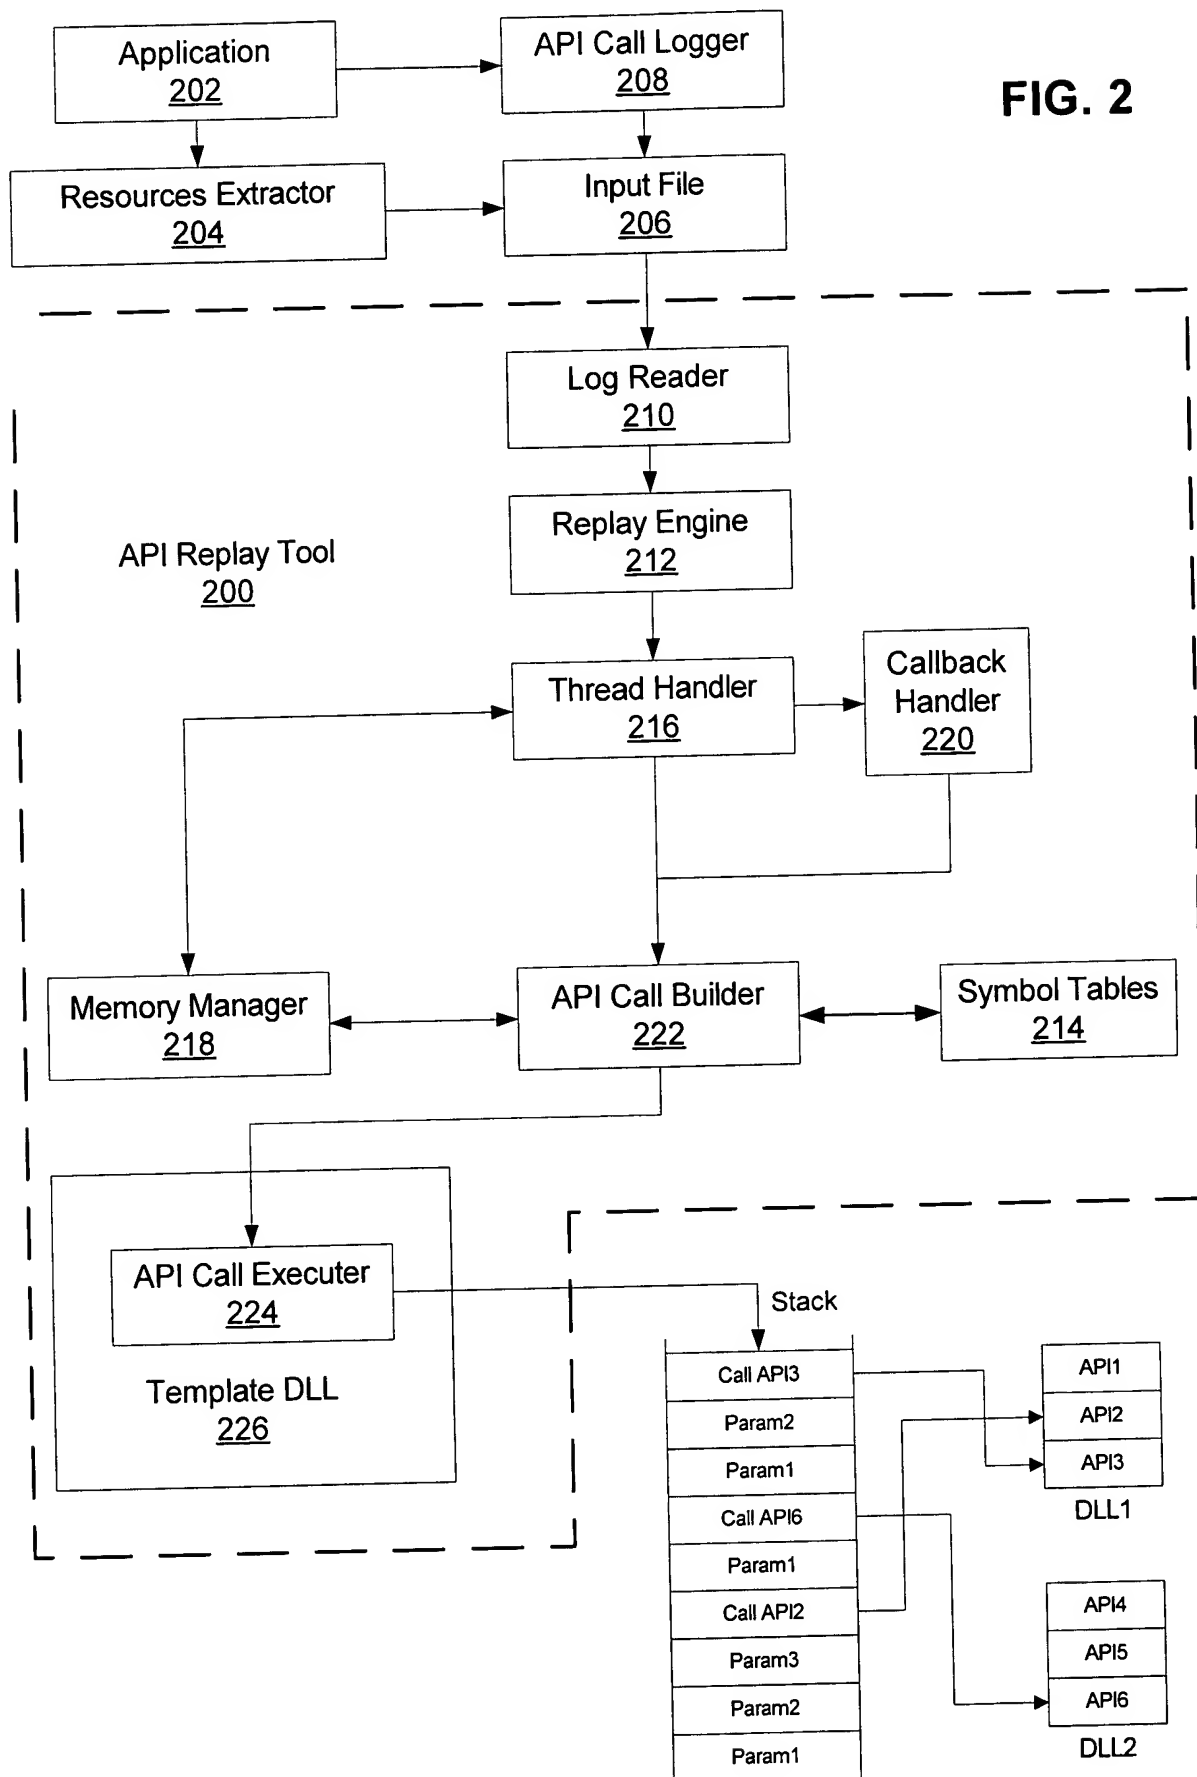 Application
202
API Call Logger
208
FIG. 2
Resources Extractor
204
Input File
206
Log Reader
210
Replay Engine
212
API Replay Tool
200
Thread Handler
216
Callback
Handler
220
Memory Manager
218
API Call Builder
222
Symbol Tables
214
API Call Executer
224
Template DLL
226
Stack
Call API3
Param2
Param1
Call API6
Param1
Call API2
Param3
Param2
Param1
API1
API2
API3
DLL1
API4
API5
API6
DLL2